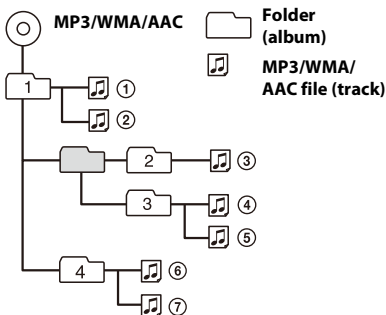 MP3/WMA/AAC
Folder
(album)
MP3/WMA/
AAC file (track)
1
①
②
2
③
3
④
⑤
4
⑥
⑦